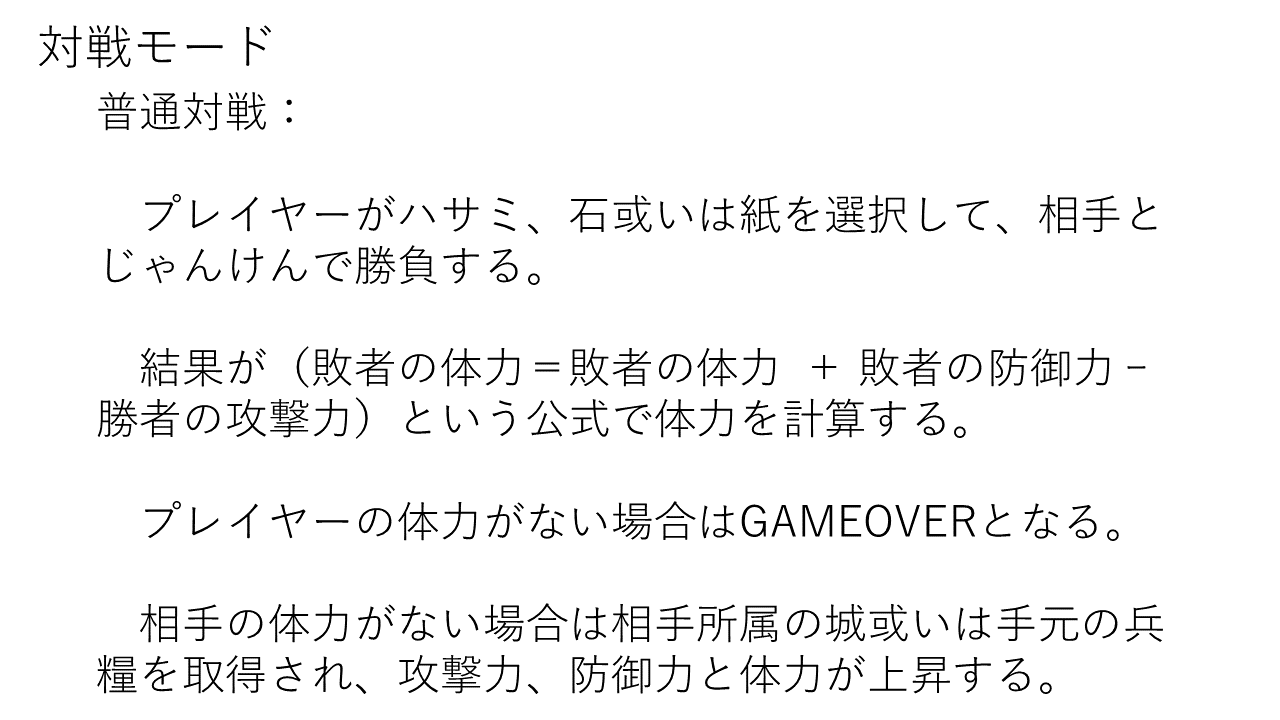 対戦モード
普通対戦：
プレイヤーがハサミ、石或いは紙を選択して、相手と
じゃんけんで勝負する。
結果が（敗者の体力＝敗者の体力 ＋ 敗者の防御力－
勝者の攻撃力）という公式で体力を計算する。
プレイヤーの体力がない場合はGAMEOVERとなる。
相手の体力がない場合は相手所属の城或いは手元の兵
糧を取得され、攻撃力、防御力と体力が上昇する。